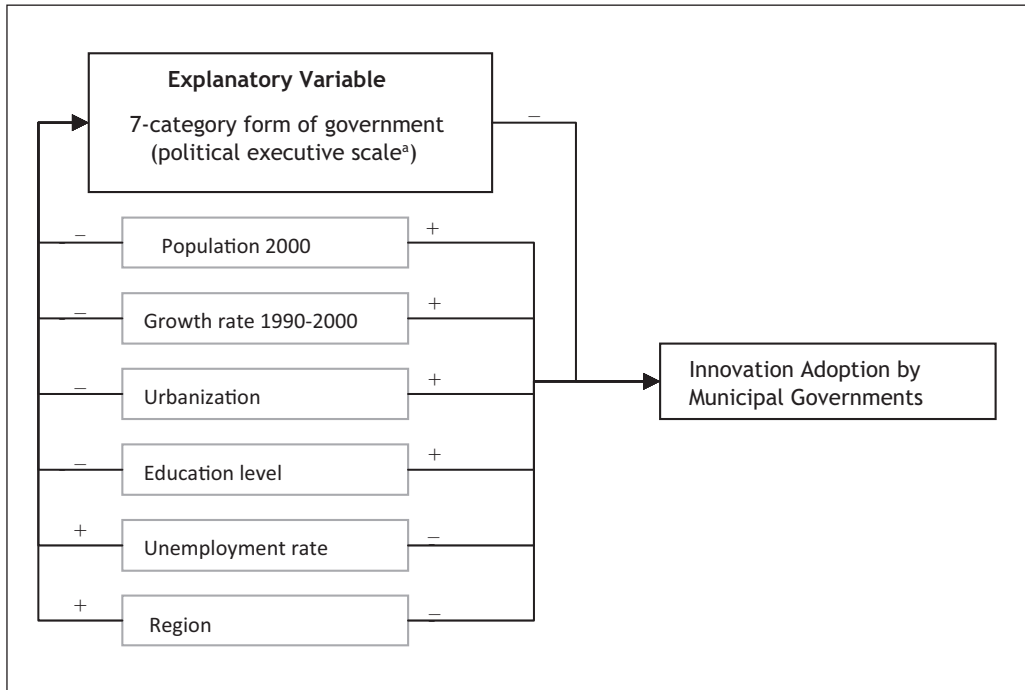 Explanatory Variable
7-category form of government
(political executive scaleᵃ)
–
– Population 2000 +
– Growth rate 1990-2000 +
– Urbanization +
– Education level +
+ Unemployment rate –
+ Region –
Innovation Adoption by
Municipal Governments